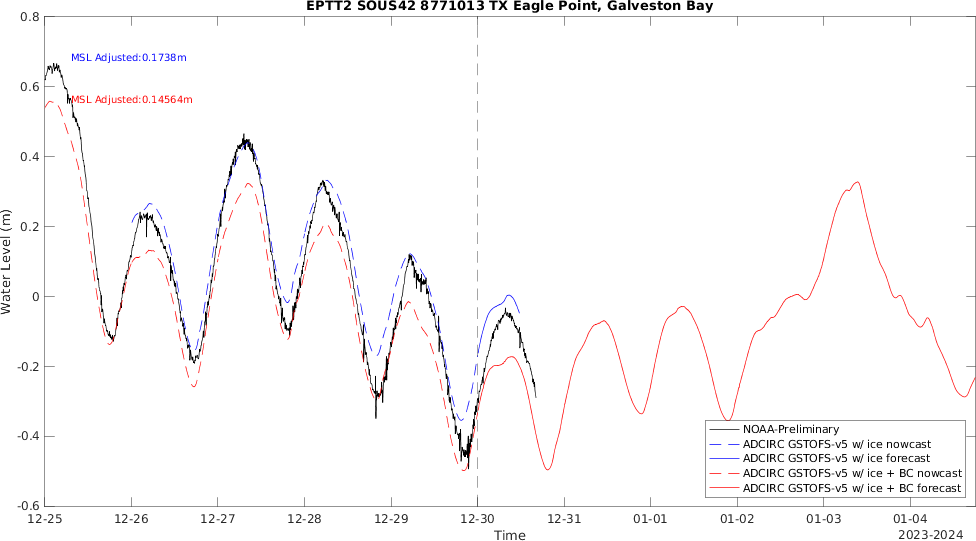 EPTT2 SOUS42 8771013 TX Eagle Point, Galveston Bay
0.8
0.6
0.4
0.2
0
-0.2
-0.4
-0.6
Water Level (m)
MSL Adjusted:0.1738m
MSL Adjusted:0.14564m
NOAA-Preliminary
ADCIRC GSTOFS-v5 w/ ice nowcast
ADCIRC GSTOFS-v5 w/ ice forecast
ADCIRC GSTOFS-v5 w/ ice + BC nowcast
ADCIRC GSTOFS-v5 w/ ice + BC forecast
12-25 12-26 12-27 12-28 12-29 12-30 12-31 01-01 01-02 01-03 01-04
Time
2023-2024